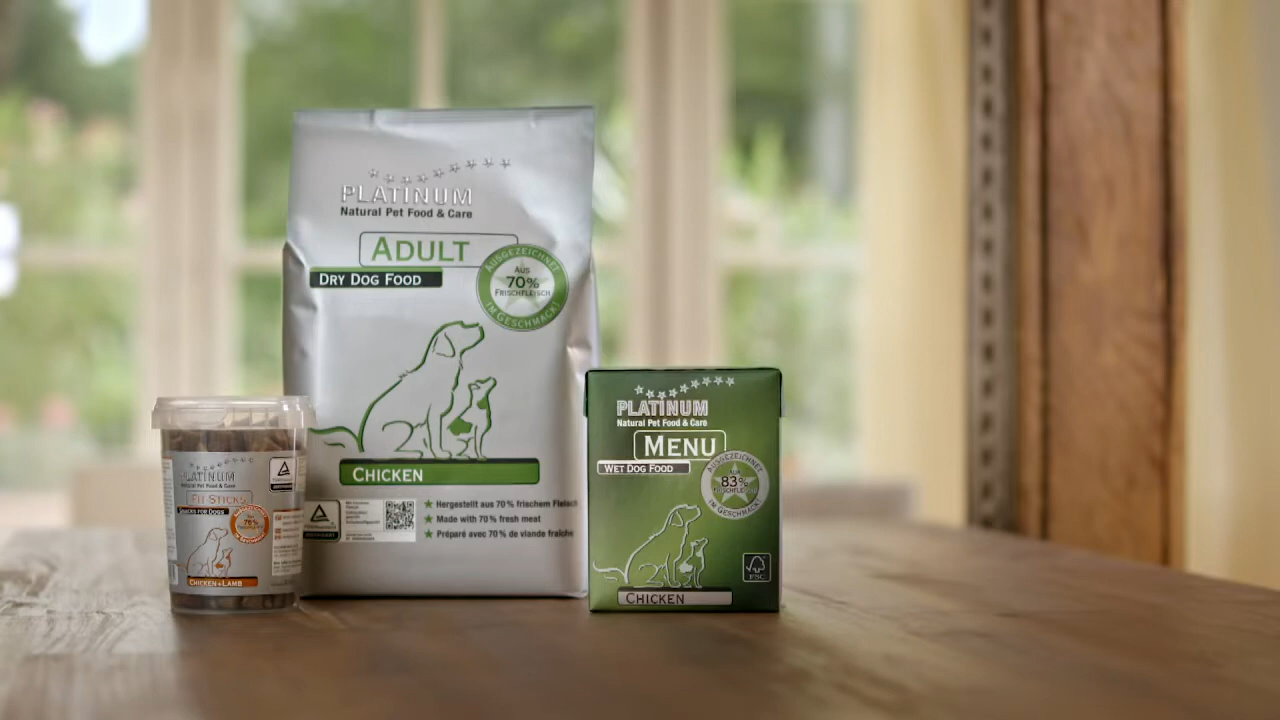 PLATINUM
Natural Pet Food & Care
ADULT
DRY DOG FOOD
AUSGEZEICHNET
AUS
70%
FRISCHFLEISCH
IM GESCHMACK!
CHICKEN
Hergestellt aus 70% frischem Fleisch
Made with 70% fresh meat
Préparé avec 70% de viande fraîche
PLATINUM
Natural Pet Food & Care
FIT STICKS
SNACKS FOR DOGS
CHICKEN+LAMB
PLATINUM
Natural Pet Food & Care
MENU
WET DOG FOOD
AUSGEZEICHNET
AUS
83%
FRISCHFLEISCH
IM GESCHMACK!
FSC
CHICKEN